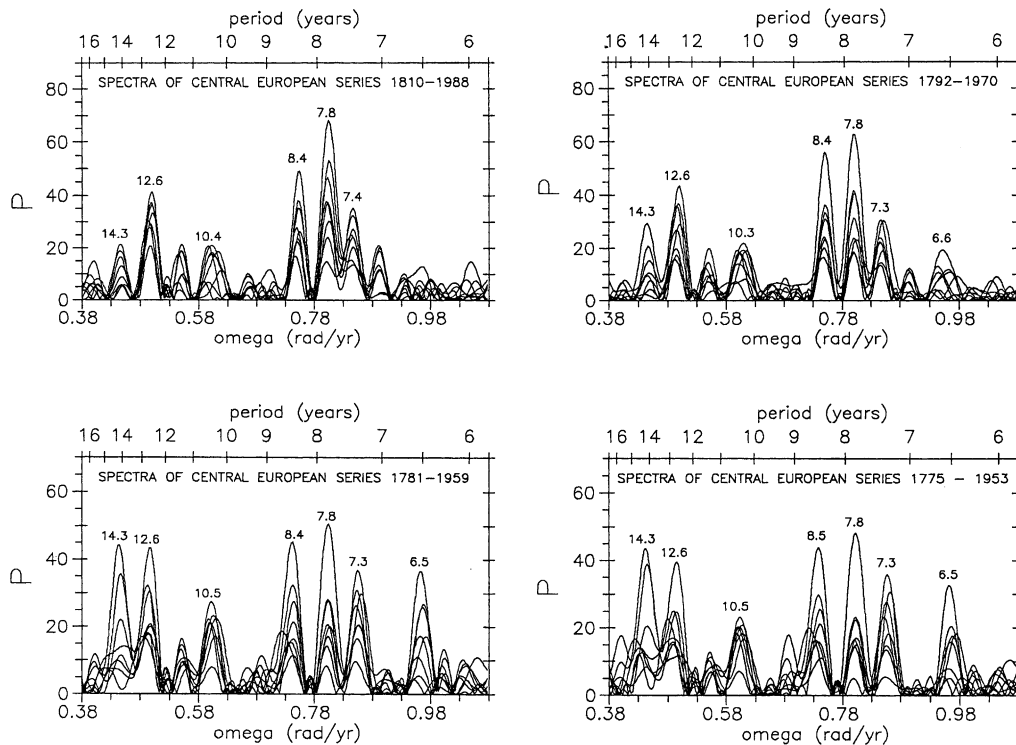 period (years)
16 14 12 10 9 8 7 6
SPECTRA OF CENTRAL EUROPEAN SERIES 1810–1988
80
60
40
20
0
P
14.3 12.6 10.4 8.4 7.8 7.4
0.38 0.58 0.78 0.98
omega (rad/yr)
period (years)
16 14 12 10 9 8 7 6
SPECTRA OF CENTRAL EUROPEAN SERIES 1792–1970
80
60
40
20
0
P
14.3 12.6 10.3 8.4 7.8 7.3 6.6
0.38 0.58 0.78 0.98
omega (rad/yr)
period (years)
16 14 12 10 9 8 7 6
SPECTRA OF CENTRAL EUROPEAN SERIES 1781–1959
60
40
20
0
P
14.3 12.6 10.5 8.4 7.8 7.3 6.5
0.38 0.58 0.78 0.98
omega (rad/yr)
period (years)
16 14 12 10 9 8 7 6
SPECTRA OF CENTRAL EUROPEAN SERIES 1775 – 1953
60
40
20
0
P
14.3 12.6 10.5 8.5 7.8 7.3 6.5
0.38 0.58 0.78 0.98
omega (rad/yr)